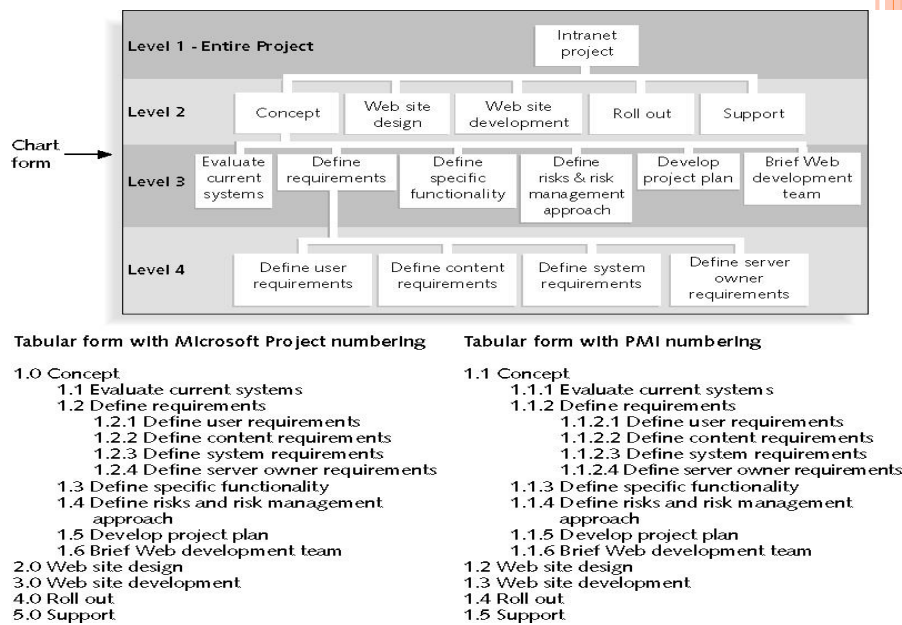 Level 1 - Entire Project
Intranet
project
Level 2
Concept
Web site
design
Web site
development
Roll out
Support
Chart
form
Level 3
Evaluate
current
systems
Define
requirements
Define
specific
functionality
Define
risks & risk
management
approach
Develop
project plan
Brief Web
development
team
Level 4
Define user
requirements
Define content
requirements
Define system
requirements
Define server
owner
requirements
Tabular form with Microsoft Project numbering
1.0 Concept
1.1 Evaluate current systems
1.2 Define requirements
1.2.1 Define user requirements
1.2.2 Define content requirements
1.2.3 Define system requirements
1.2.4 Define server owner requirements
1.3 Define specific functionality
1.4 Define risks and risk management
approach
1.5 Develop project plan
1.6 Brief Web development team
2.0 Web site design
3.0 Web site development
4.0 Roll out
5.0 Support
Tabular form with PMI numbering
1.1 Concept
1.1.1 Evaluate current systems
1.1.2 Define requirements
1.1.2.1 Define user requirements
1.1.2.2 Define content requirements
1.1.2.3 Define system requirements
1.1.2.4 Define server owner requirements
1.1.3 Define specific functionality
1.1.4 Define risks and risk management
approach
1.1.5 Develop project plan
1.1.6 Brief Web development team
1.2 Web site design
1.3 Web site development
1.4 Roll out
1.5 Support